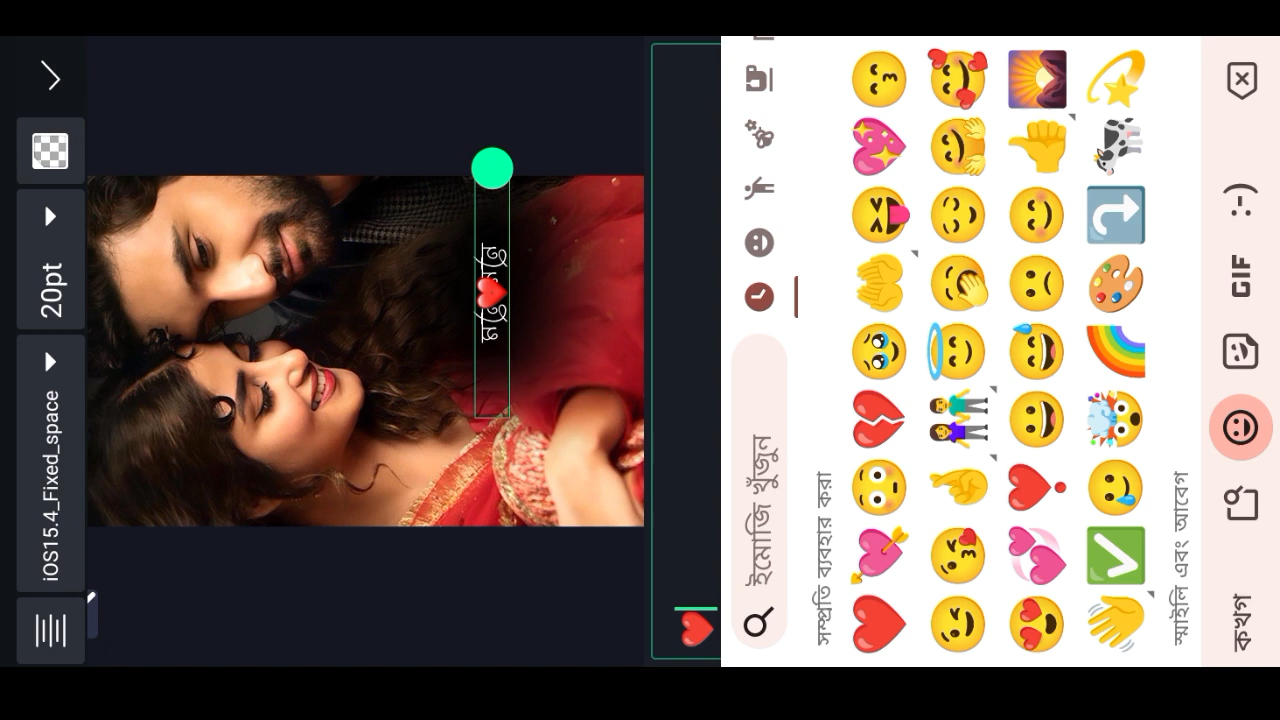 iOS15.4_Fixed_space
20pt
❤️
ইমোজি খুঁজুন
সম্প্রতি ব্যবহার করা
স্মাইলি এবং আবেগ
কখগ
GIF
:-)